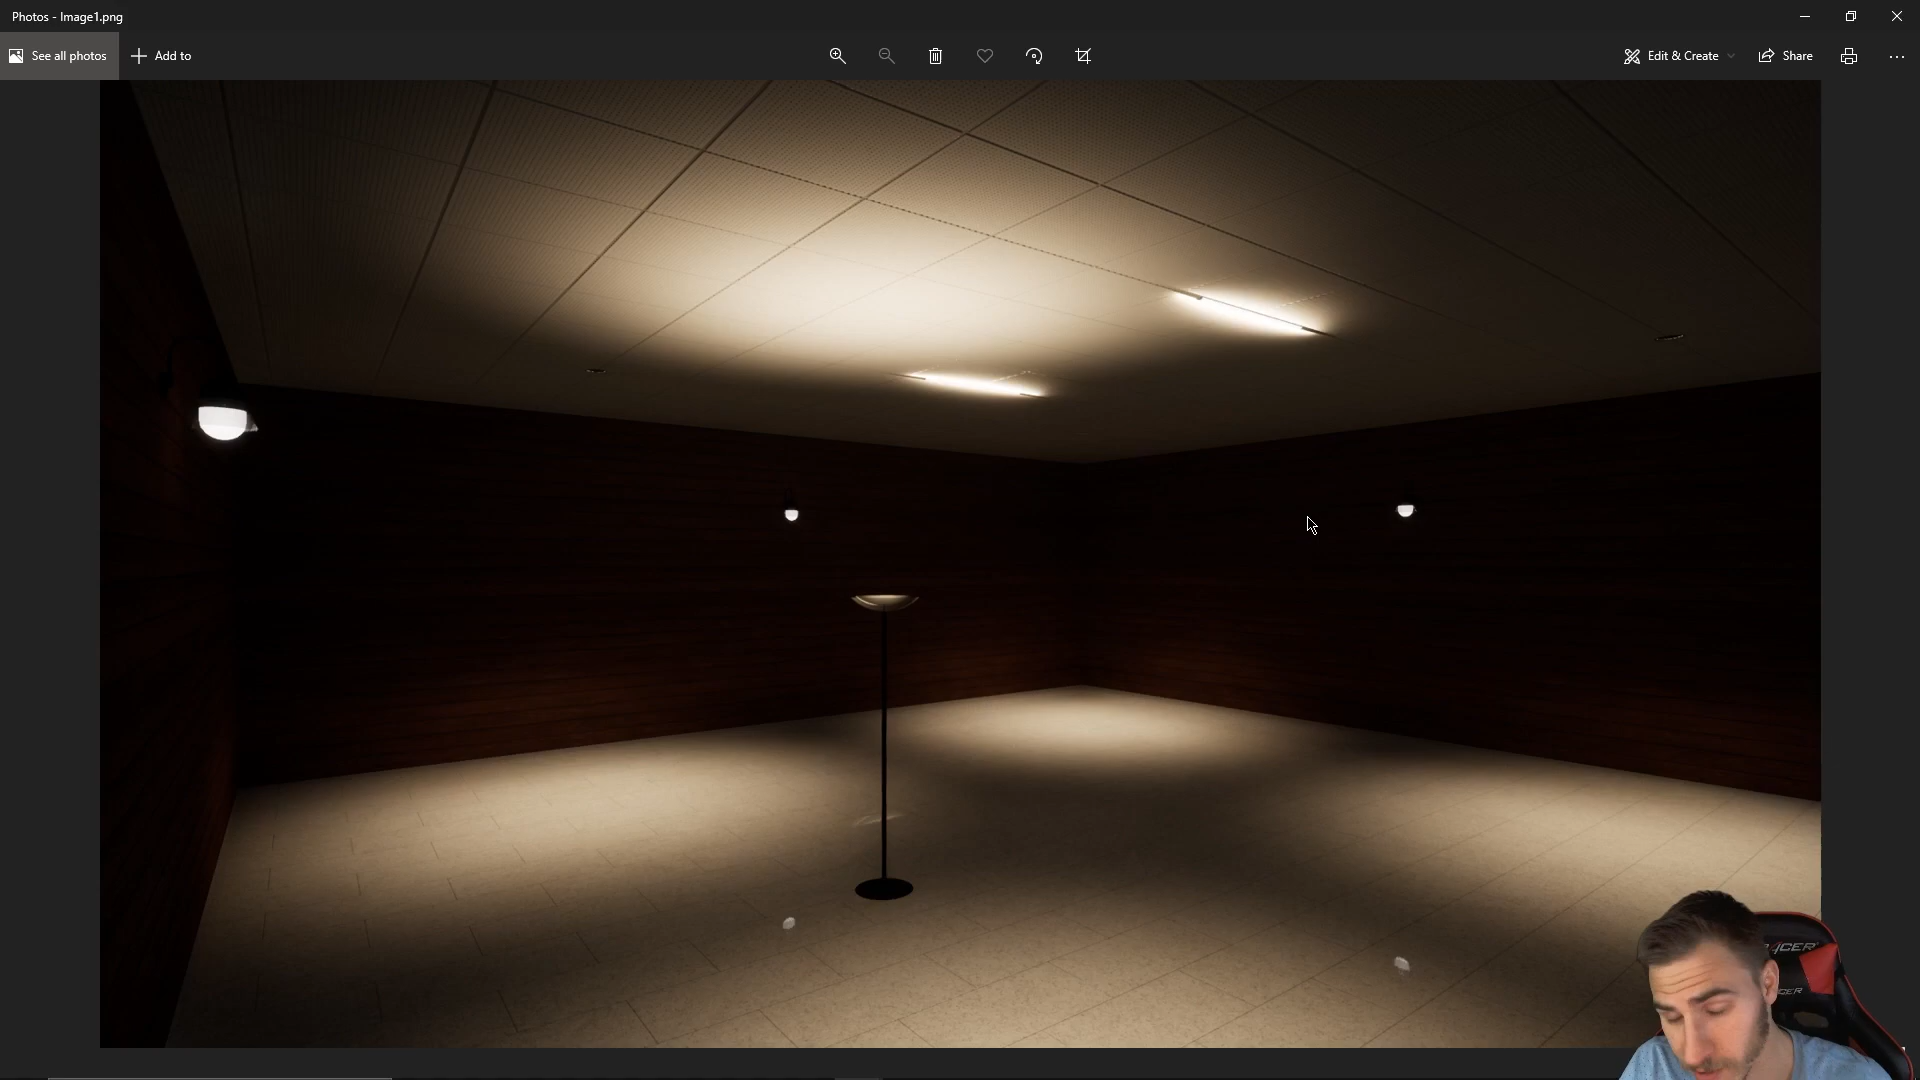 Photos - Image1.png
See all photos
Add to
Edit & Create
Share